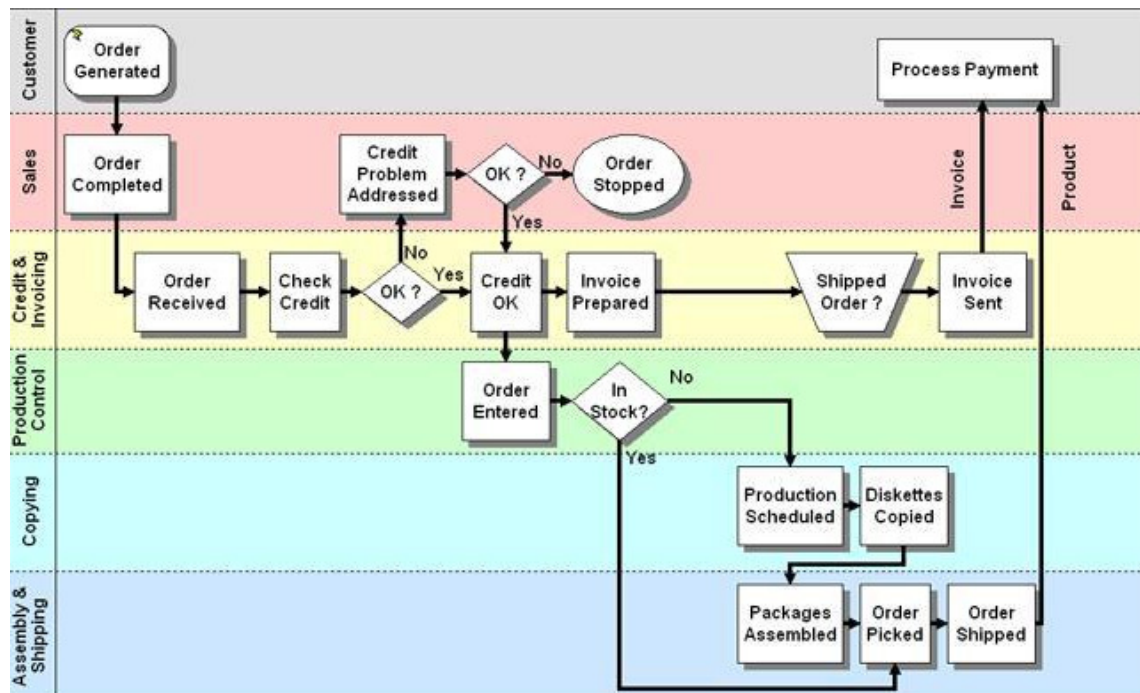 Customer
Order
Generated
Process Payment
Sales
Order
Completed
Credit
Problem
Addressed
OK ?
No
Order
Stopped
Yes
Invoice
Product
Credit &
Invoicing
Order
Received
Check
Credit
OK ?
No
Yes
Credit
OK
Invoice
Prepared
Shipped
Order ?
Invoice
Sent
Production
Control
Order
Entered
In
Stock?
No
Yes
Copying
Production
Scheduled
Diskettes
Copied
Assembly &
Shipping
Packages
Assembled
Order
Picked
Order
Shipped